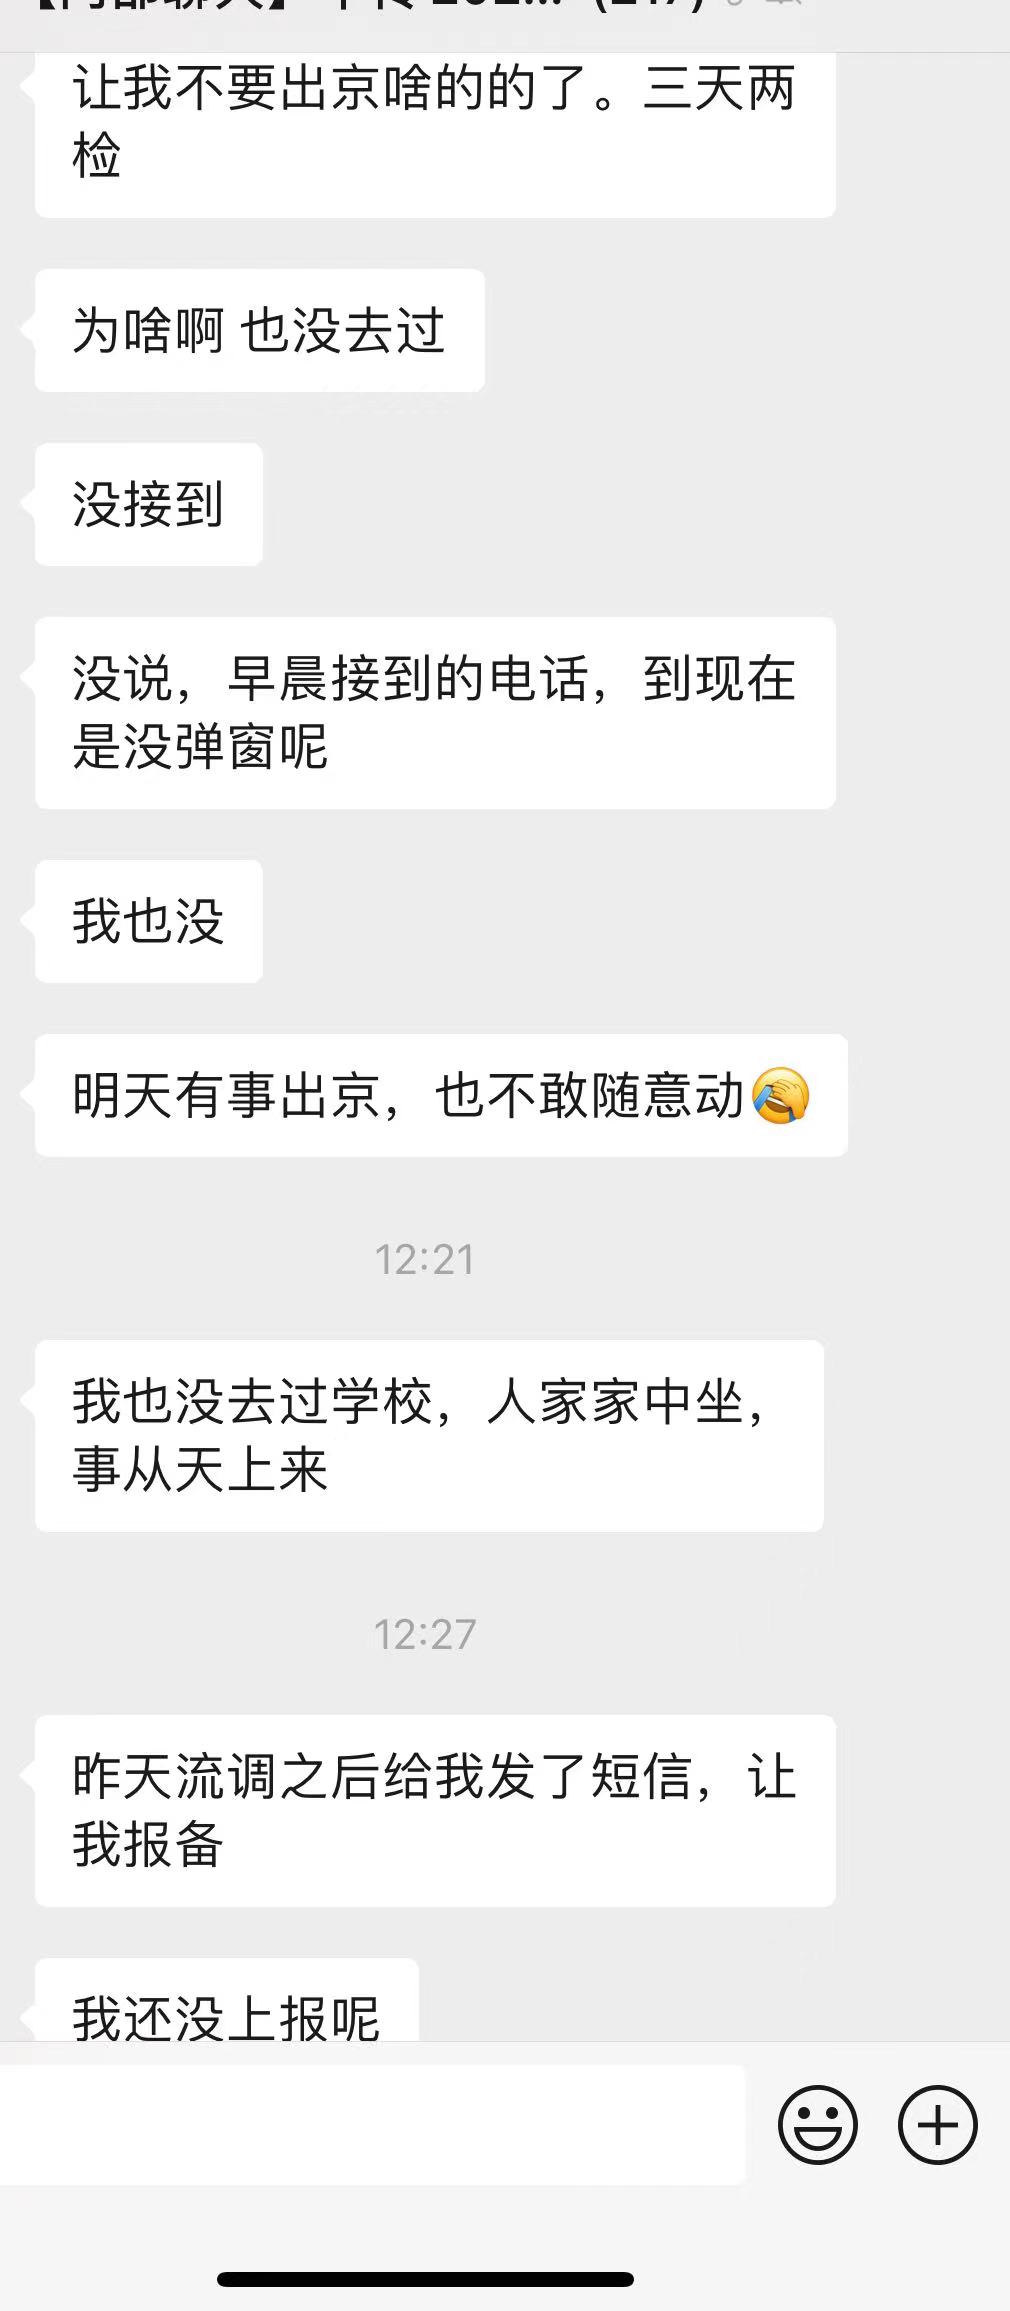 让我不要出京啥的的了。三天两
检
为啥啊 也没去过
没接到
没说，早晨接到的电话，到现在
是没弹窗呢
我也没
明天有事出京，也不敢随意动🤦
12:21
我也没去过学校，人家家中坐，
事从天上来
12:27
昨天流调之后给我发了短信，让
我报备
我还没上报呢